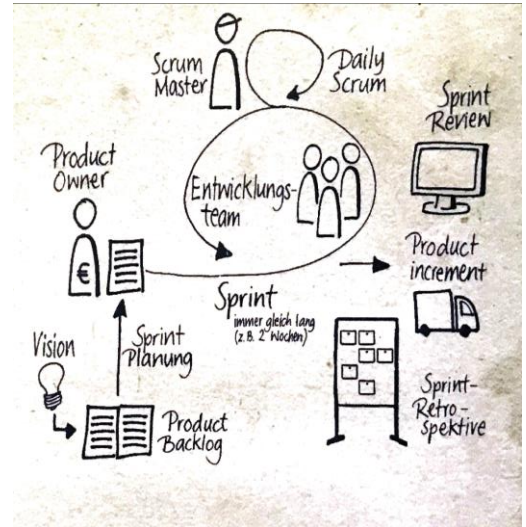 Scrum
Master
Daily
Scrum
Sprint
Review
Product
Owner
€
Entwicklungs-
team
Product
increment
Sprint
immer gleich lang
(z.B. 2 Wochen)
Vision
Sprint
Planung
Product
Backlog
Sprint-
Retro-
spektive